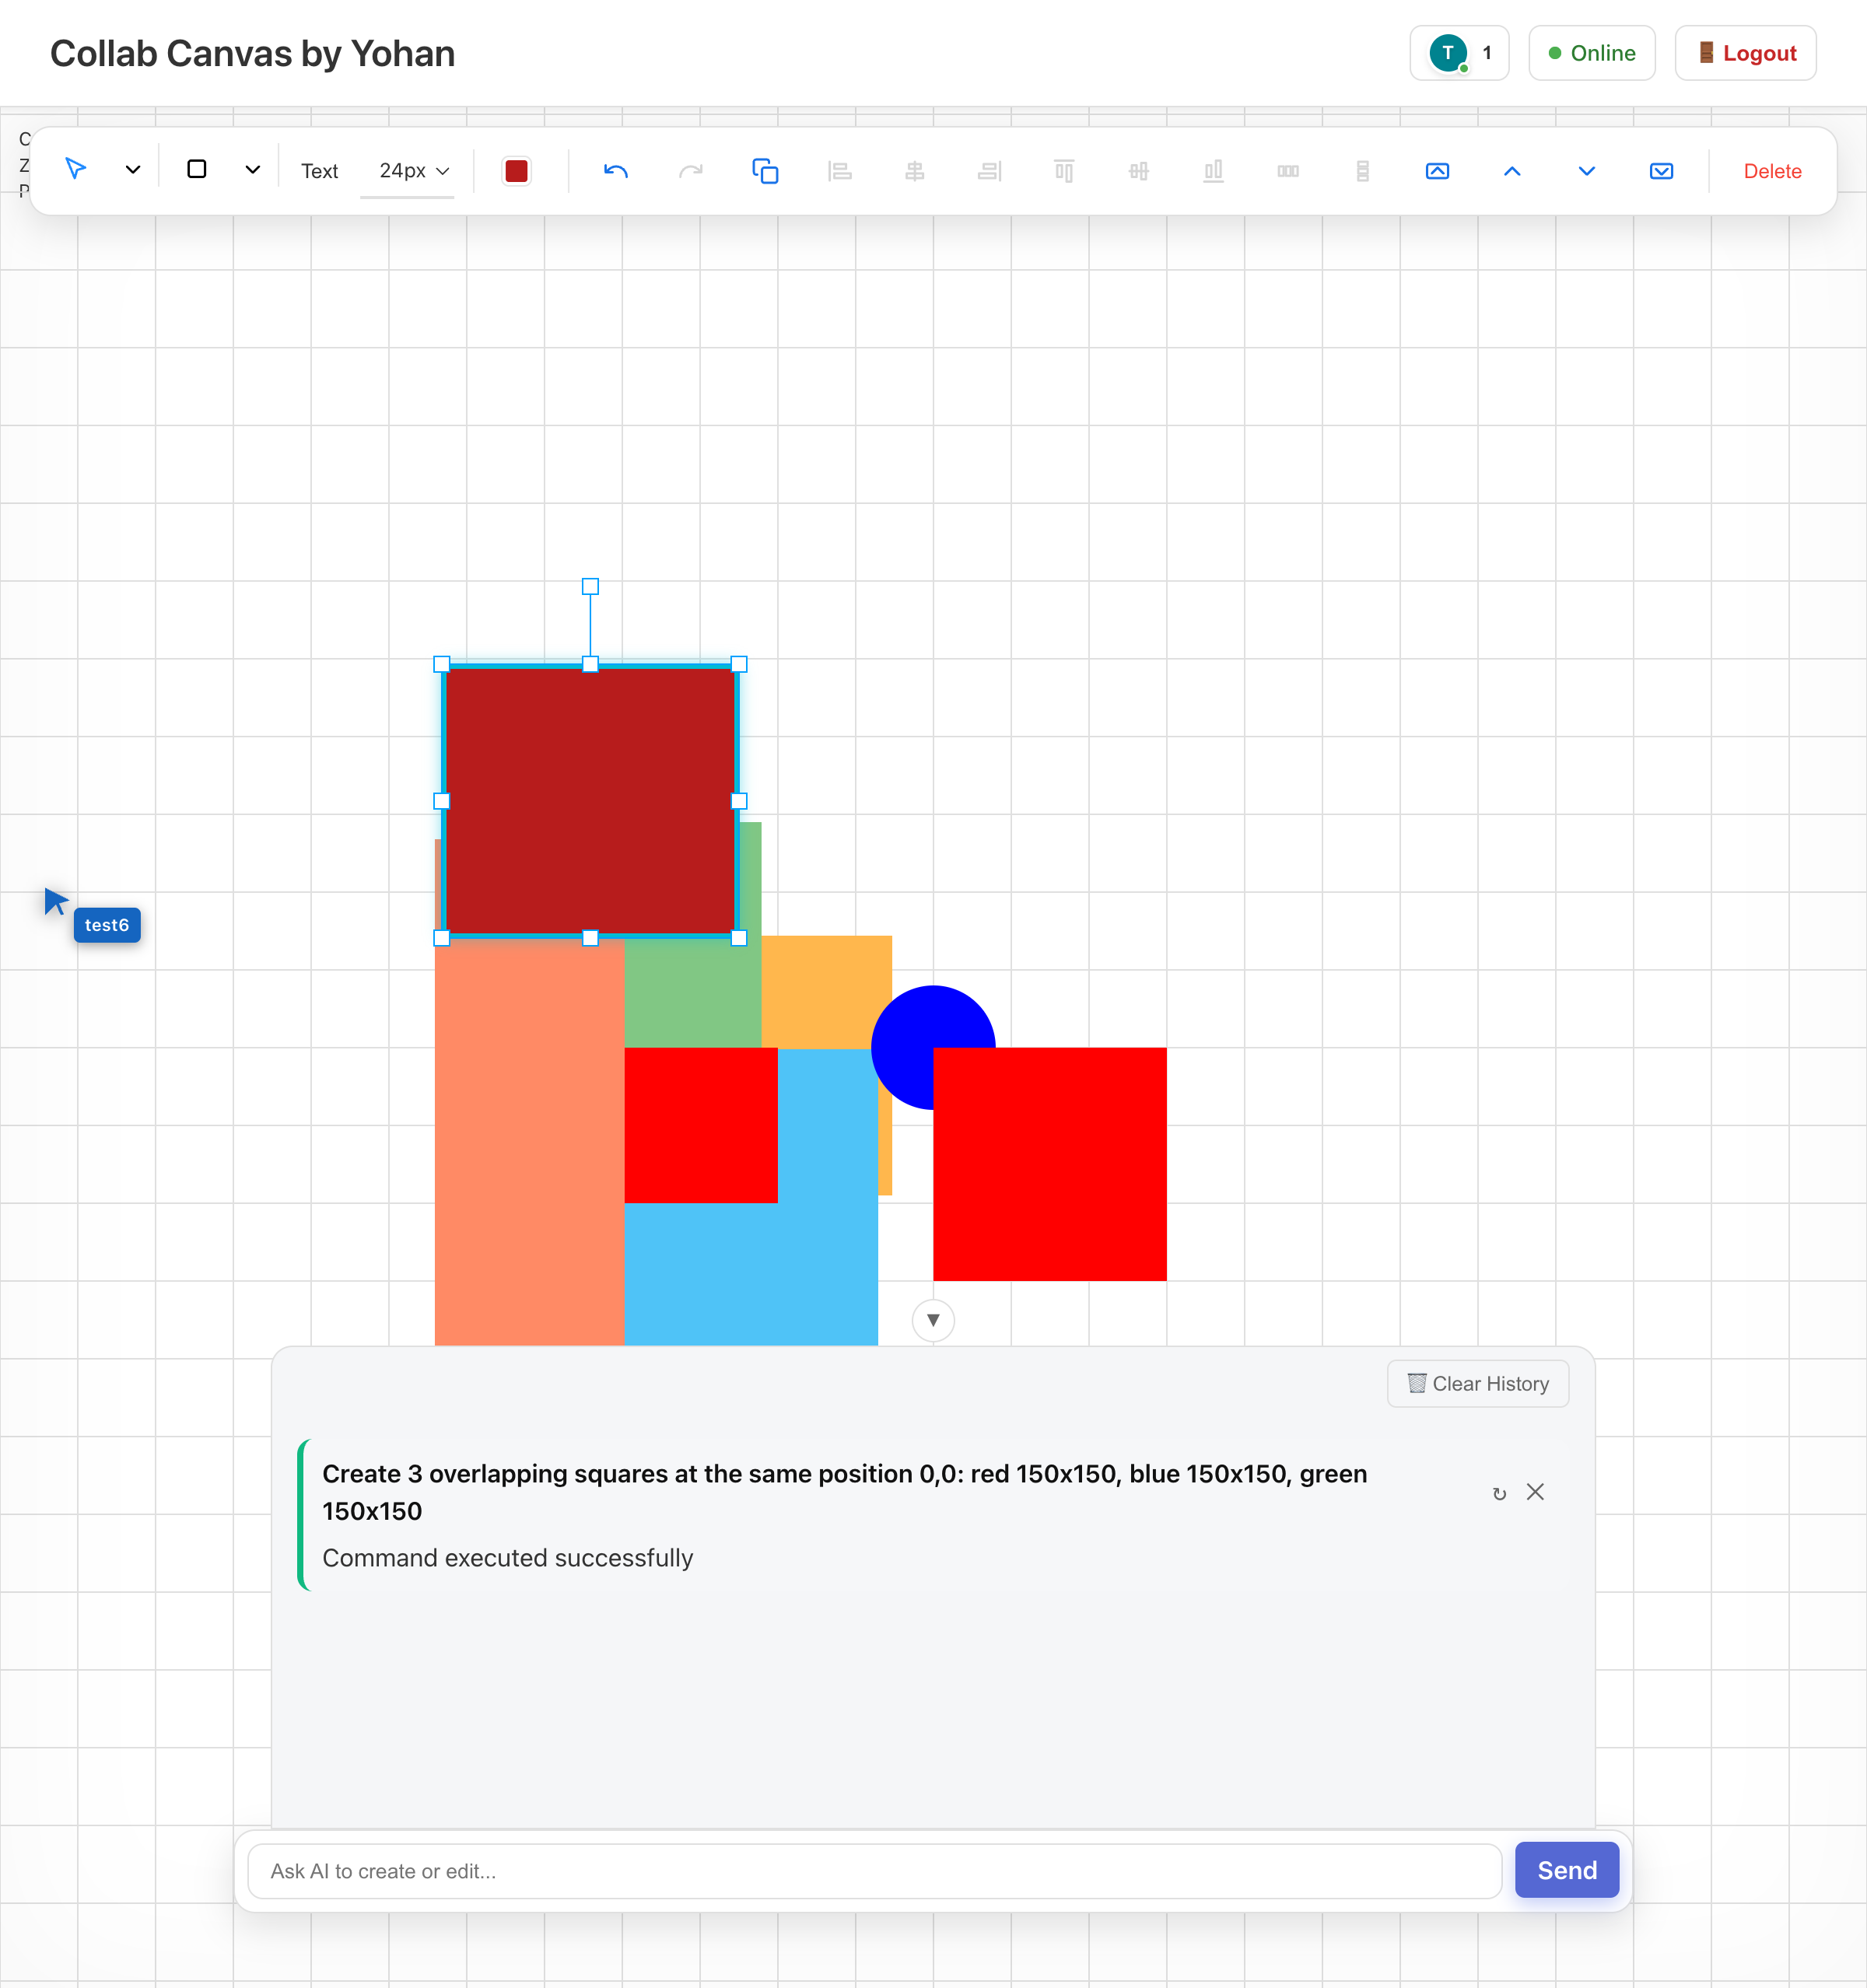 Collab Canvas by Yohan
T 1
Online
Logout
Text
24px
Delete
test6
Clear History
Create 3 overlapping squares at the same position 0,0: red 150x150, blue 150x150, green
150x150
Command executed successfully
Ask AI to create or edit...
Send